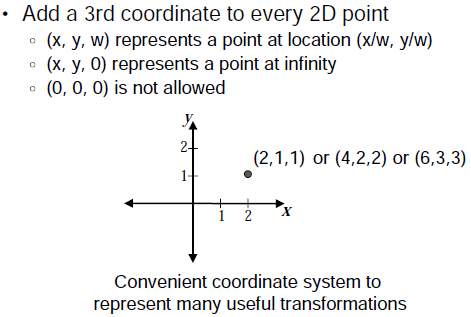 • Add a 3rd coordinate to every 2D point
◦ (x, y, w) represents a point at location (x/w, y/w)
◦ (x, y, 0) represents a point at infinity
◦ (0, 0, 0) is not allowed
y
2
(2,1,1) or (4,2,2) or (6,3,3)
1
1 2 x
Convenient coordinate system to
represent many useful transformations